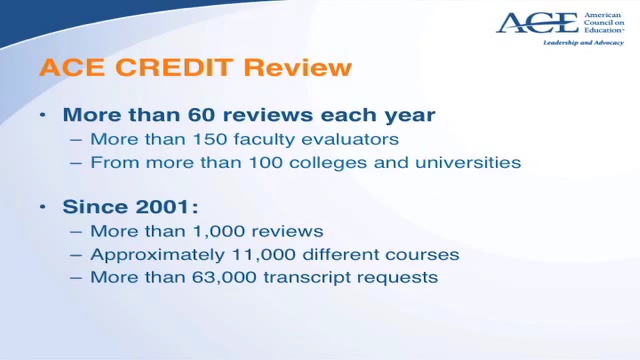 ACE
American
Council on
Education™
Leadership and Advocacy
ACE CREDIT Review
• More than 60 reviews each year
– More than 150 faculty evaluators
– From more than 100 colleges and universities
• Since 2001:
– More than 1,000 reviews
– Approximately 11,000 different courses
– More than 63,000 transcript requests